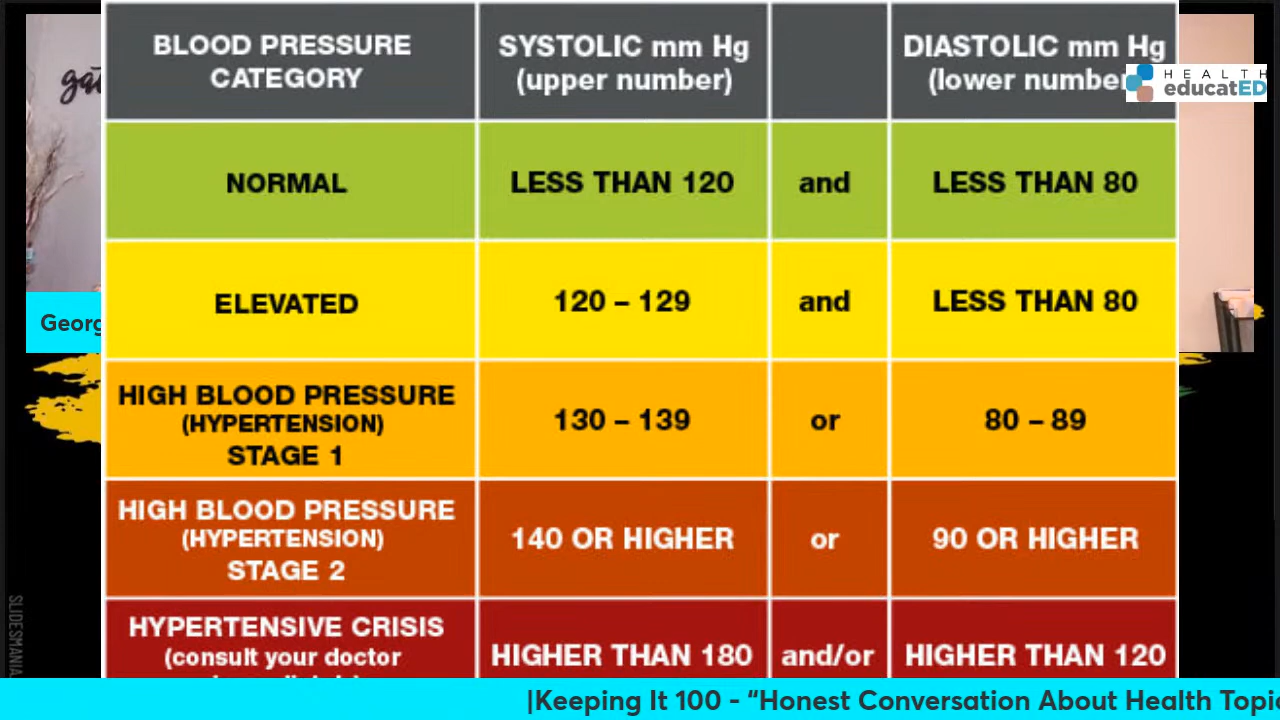 BLOOD PRESSURE
CATEGORY
SYSTOLIC mm Hg
(upper number)
DIASTOLIC mm Hg
(lower number
HEALTH
educatED
NORMAL
LESS THAN 120
and
LESS THAN 80
ELEVATED
120 – 129
and
LESS THAN 80
Georg
HIGH BLOOD PRESSURE
(HYPERTENSION)
STAGE 1
130 – 139
or
80 – 89
HIGH BLOOD PRESSURE
(HYPERTENSION)
STAGE 2
140 OR HIGHER
or
90 OR HIGHER
HYPERTENSIVE CRISIS
(consult your doctor
HIGHER THAN 180
and/or
HIGHER THAN 120
SLIDESMANIA
|Keeping It 100 - “Honest Conversation About Health Topi